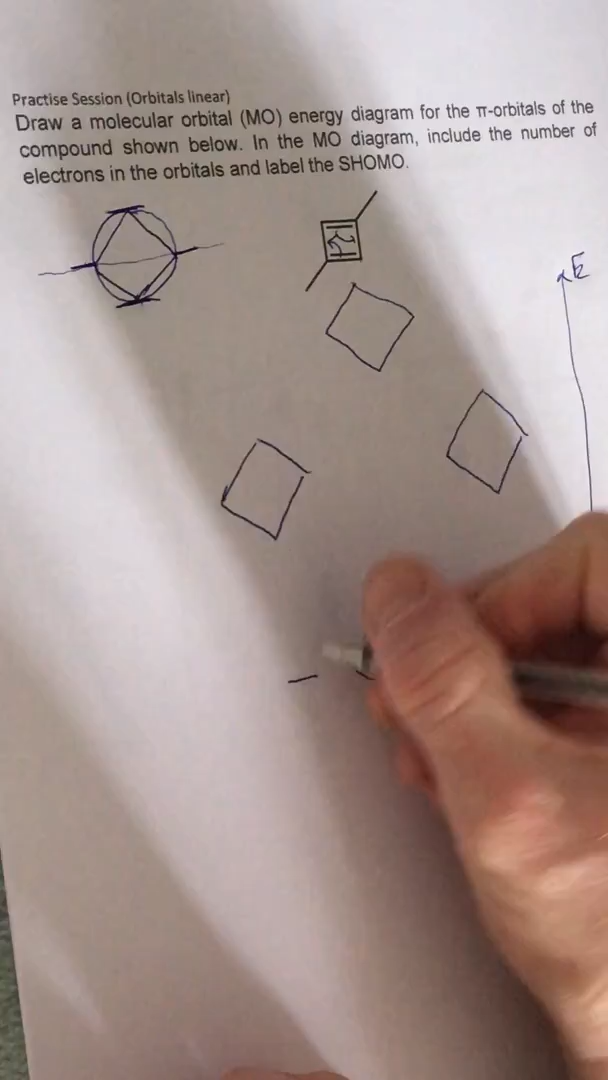 Practise Session (Orbitals linear)
Draw a molecular orbital (MO) energy diagram for the π-orbitals of the
compound shown below. In the MO diagram, include the number of
electrons in the orbitals and label the SHOMO.
E